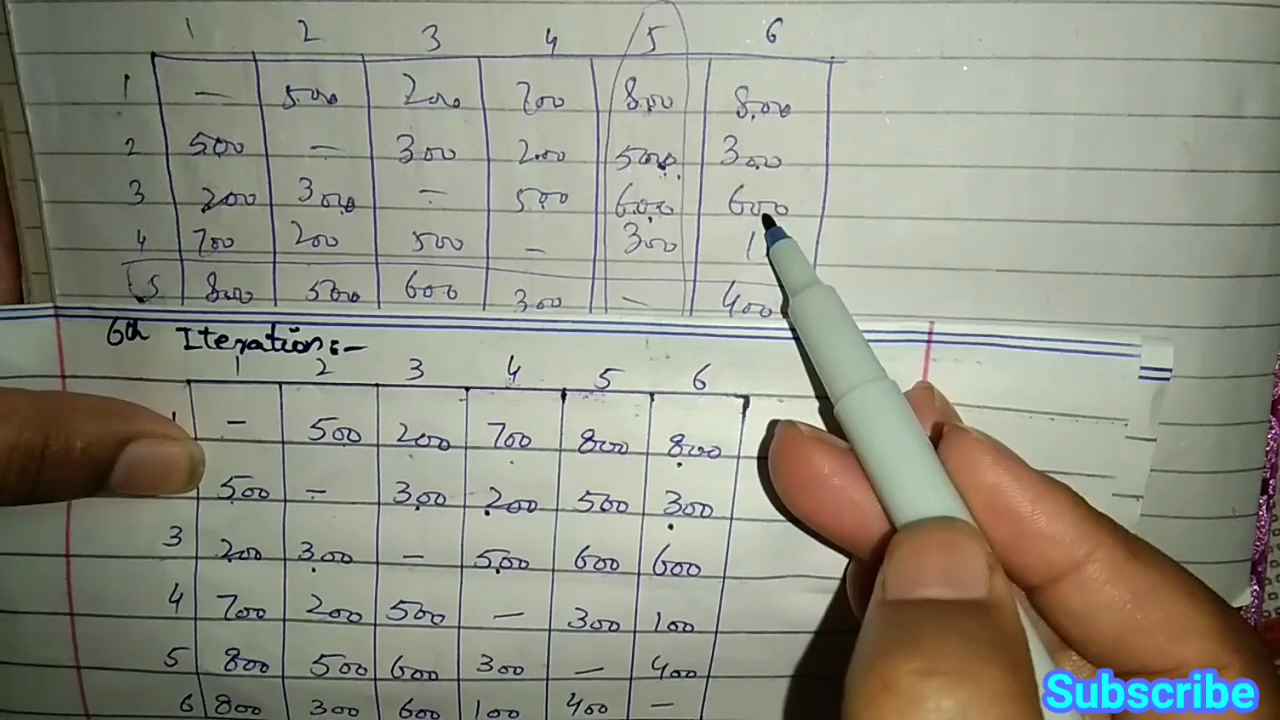 1 2 3 4 5 6
1 — 500 200 700 800 800
2 500 — 300 200 500 300
3 200 300 — 500 600 600
4 700 200 500 — 300 1
5 800 500 600 300 — 400
6th Iteration:-
1 2 3 4 5 6
— 500 200 700 800 800
500 — 300 200 500 300
3 200 300 — 500 600 600
4 700 200 500 — 300 100
5 800 500 600 300 — 400
6 800 300 600 100 400 —
Subscribe